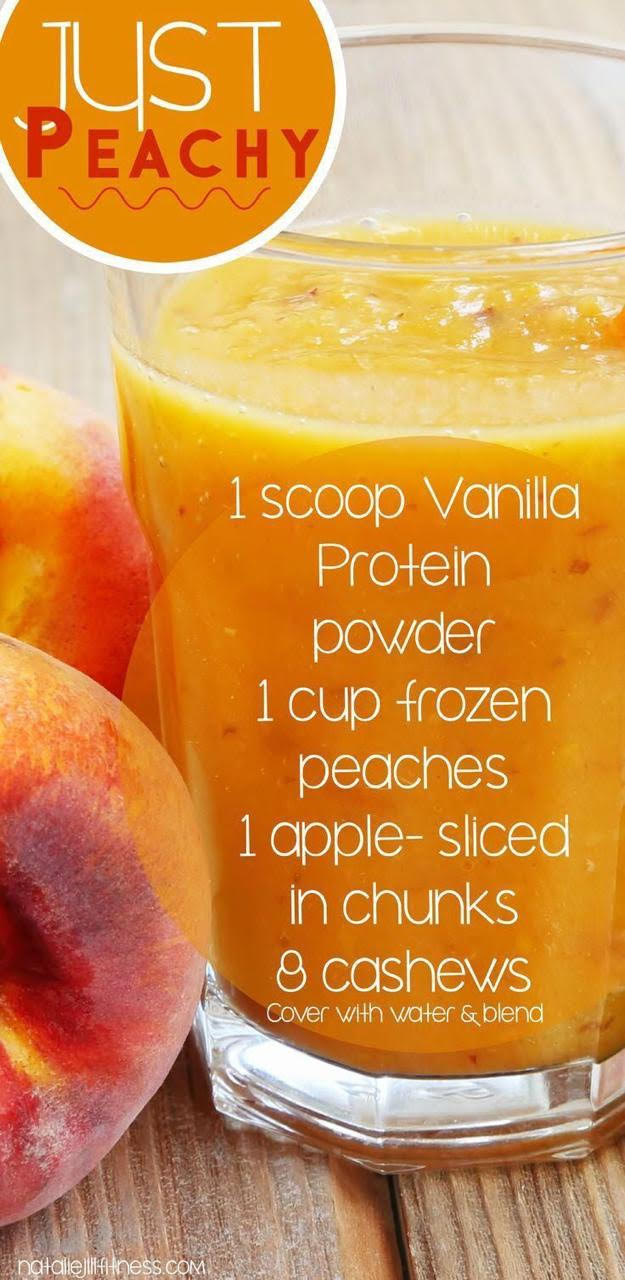 JUST
PEACHY
1 scoop Vanilla
Protein
powder
1 cup frozen
peaches
1 apple- sliced
in chunks
8 cashews
Cover with water & blend
nataliejillfitness.com